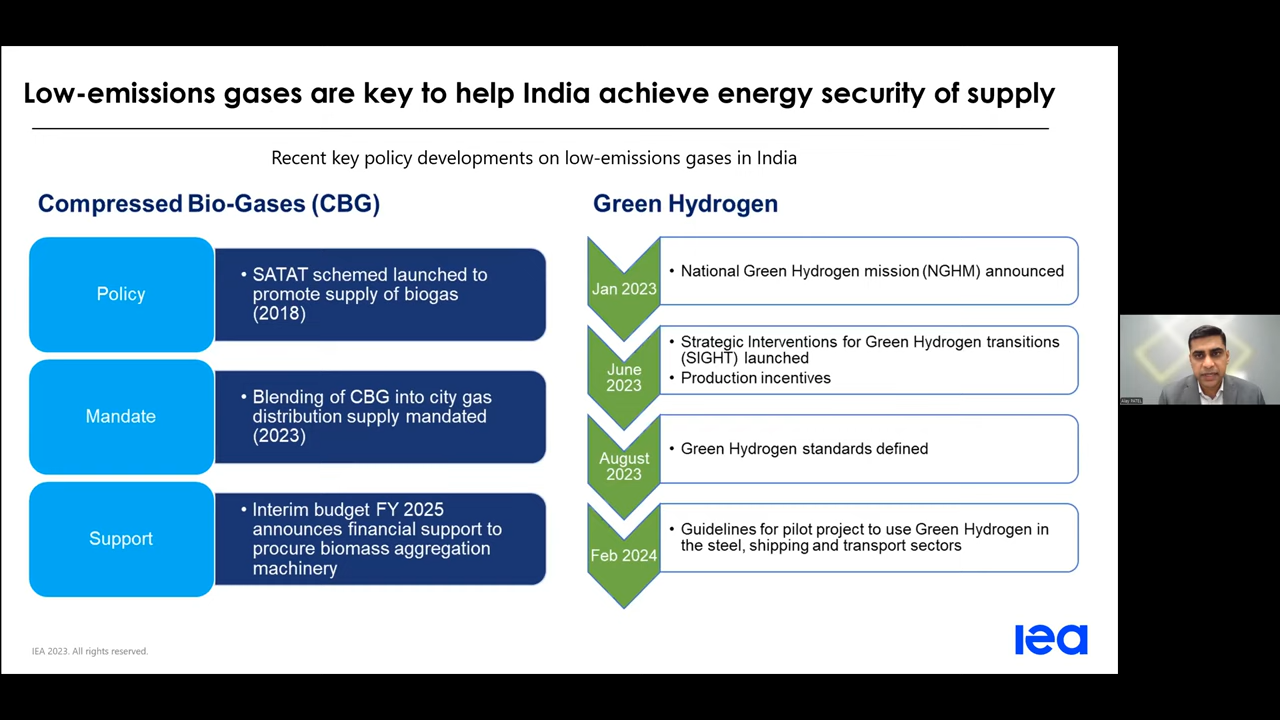 Low-emissions gases are key to help India achieve energy security of supply
Recent key policy developments on low-emissions gases in India
Compressed Bio-Gases (CBG)
Policy
• SATAT schemed launched to
promote supply of biogas
(2018)
Mandate
• Blending of CBG into city gas
distribution supply mandated
(2023)
Support
• Interim budget FY 2025
announces financial support to
procure biomass aggregation
machinery
Green Hydrogen
Jan 2023
• National Green Hydrogen mission (NGHM) announced
June
2023
• Strategic Interventions for Green Hydrogen transitions
(SIGHT) launched
• Production incentives
August
2023
• Green Hydrogen standards defined
Feb 2024
• Guidelines for pilot project to use Green Hydrogen in
the steel, shipping and transport sectors
IEA 2023. All rights reserved.
iea
Alay PATEL